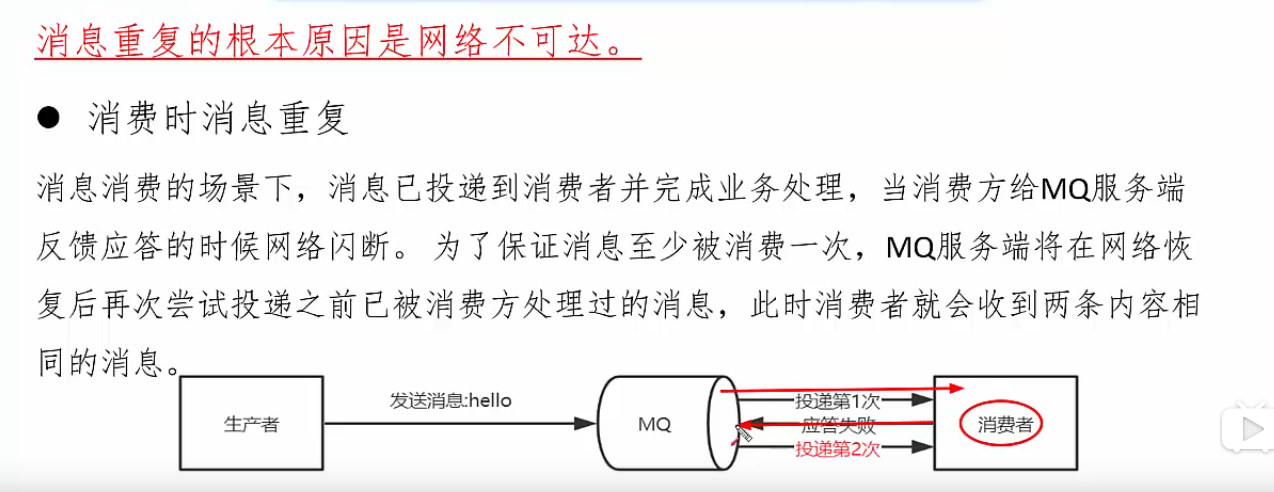 消息重复的根本原因是网络不可达。
● 消费时消息重复
消息消费的场景下，消息已投递到消费者并完成业务处理，当消费方给MQ服务端
反馈应答的时候网络闪断。 为了保证消息至少被消费一次，MQ服务端将在网络恢
复后再次尝试投递之前已被消费方处理过的消息，此时消费者就会收到两条内容相
同的消息。
生产者
发送消息:hello
MQ
投递第1次
应答失败
投递第2次
消费者